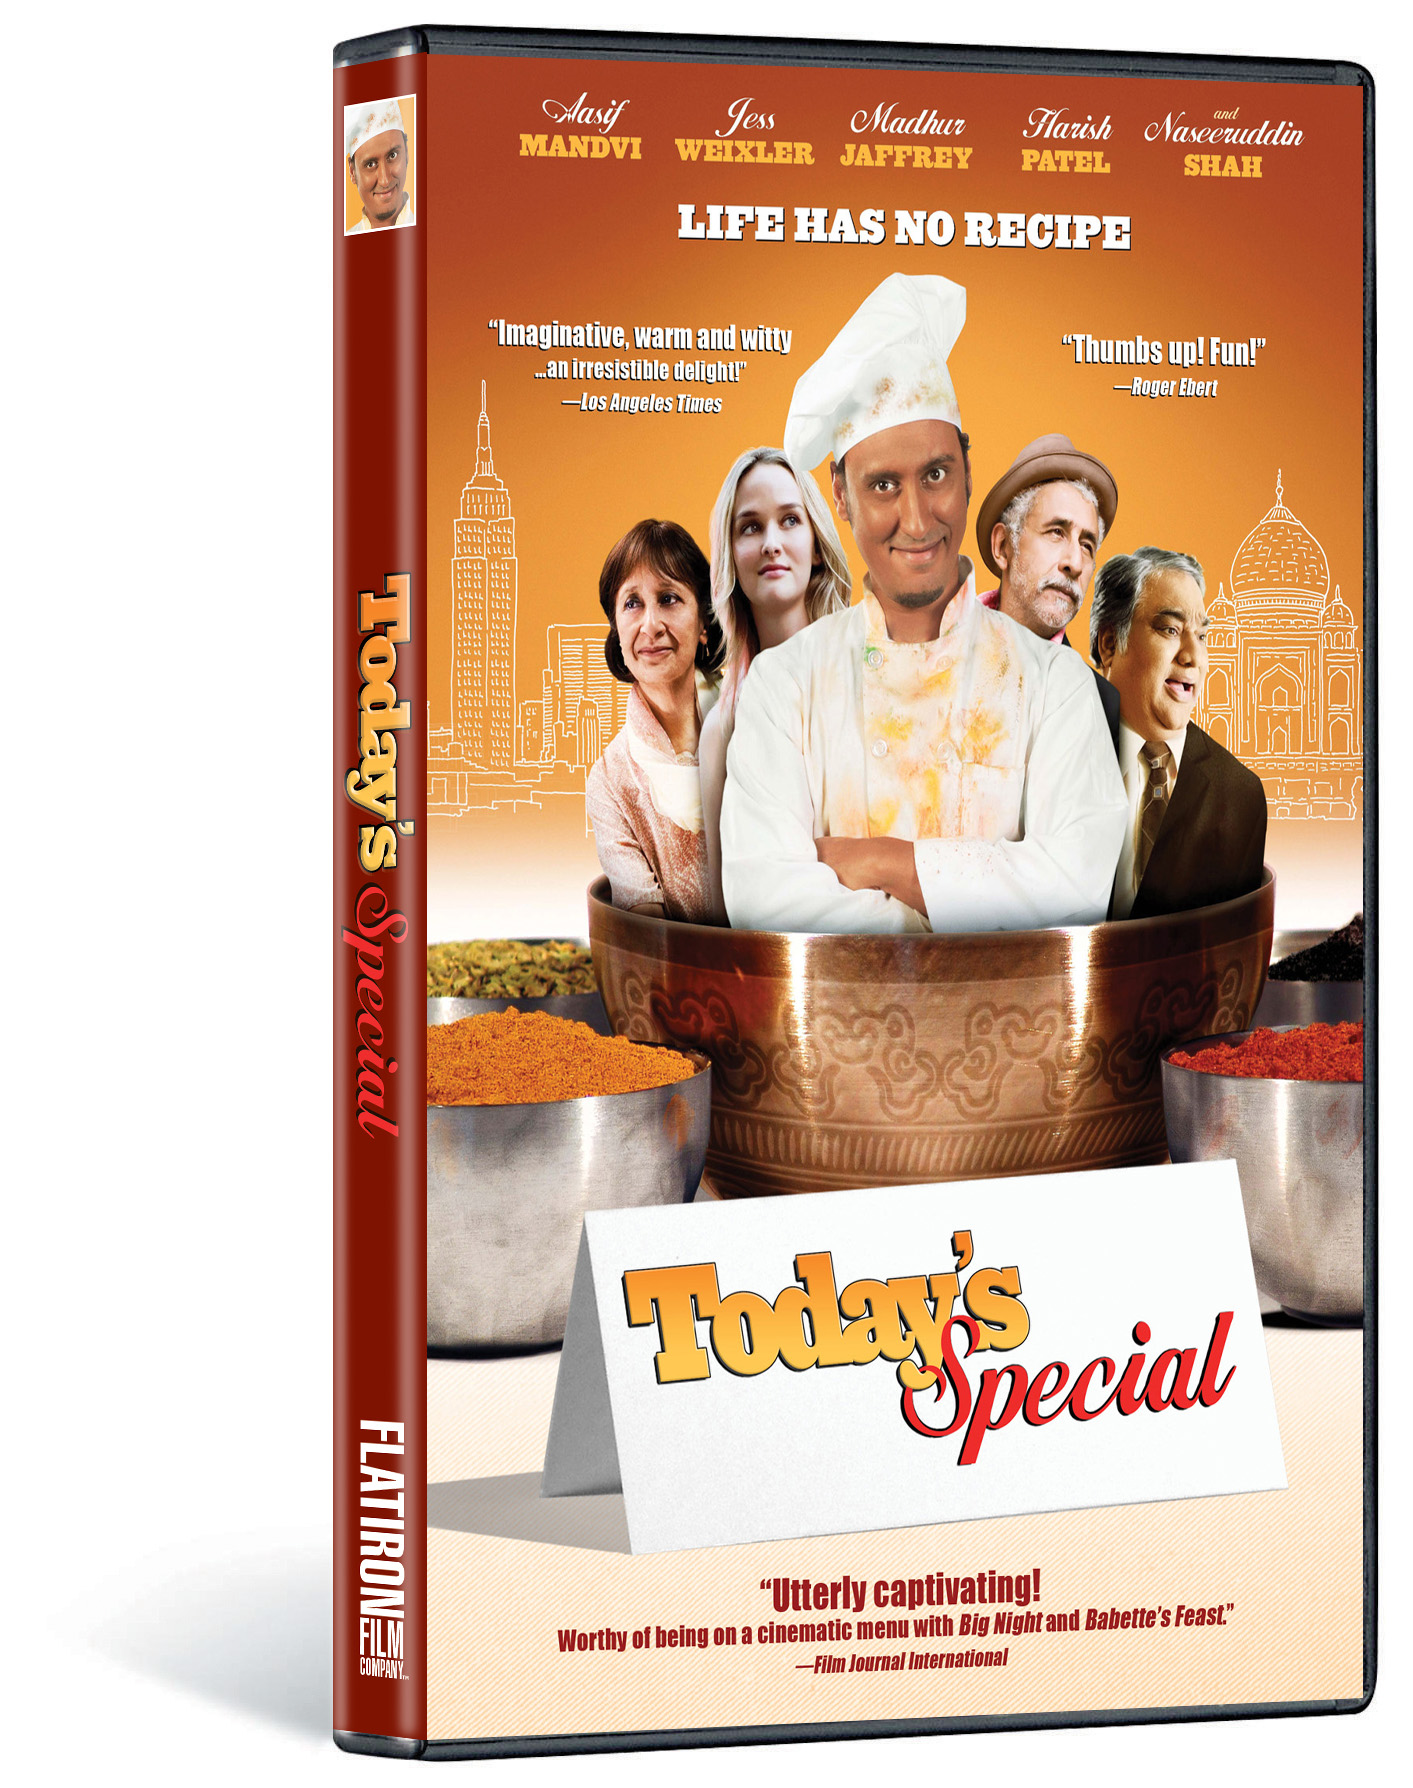 Aasif MANDVI
Jess WEIXLER
Madhur JAFFREY
Harish PATEL
and Naseeruddin SHAH
LIFE HAS NO RECIPE
“Imaginative, warm and witty
...an irresistible delight!”
—Los Angeles Times
“Thumbs up! Fun!”
—Roger Ebert
Today's
Special
“Utterly captivating!
Worthy of being on a cinematic menu with Big Night and Babette's Feast.”
—Film Journal International
Today's Special
FLATIRON
FILM
COMPANY™